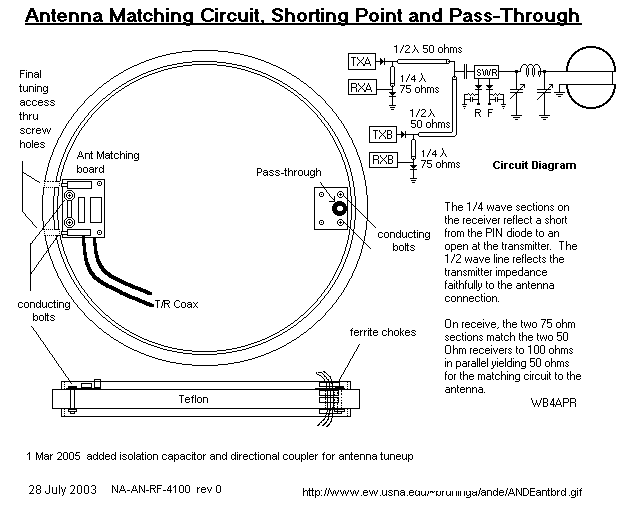 Antenna Matching Circuit, Shorting Point and Pass-Through
Final
tuning
access
thru
screw
holes
Ant Matching
board
Pass-through
conducting
bolts
T/R Coax
conducting
bolts
ferrite chokes
Teflon
TXA
1/2 λ 50 ohms
RXA
1/4 λ
75 ohms
SWR
R F
1/2 λ
50 ohms
TXB
RXB
1/4 λ
75 ohms
Circuit Diagram
The 1/4 wave sections on
the receiver reflect a short
from the PIN diode to an
open at the transmitter. The
1/2 wave line reflects the
transmitter impedance
faithfully to the antenna
connection.
On receive, the two 75 ohm
sections match the two 50
Ohm receivers to 100 ohms
in parallel yielding 50 ohms
for the matching circuit to the
antenna.
WB4APR
1 Mar 2005 added isolation capacitor and directional coupler for antenna tuneup
28 July 2003 NA-AN-RF-4100 rev 0
http://www.ew.usna.edu/~bruninga/ande/ANDEantbrd.gif